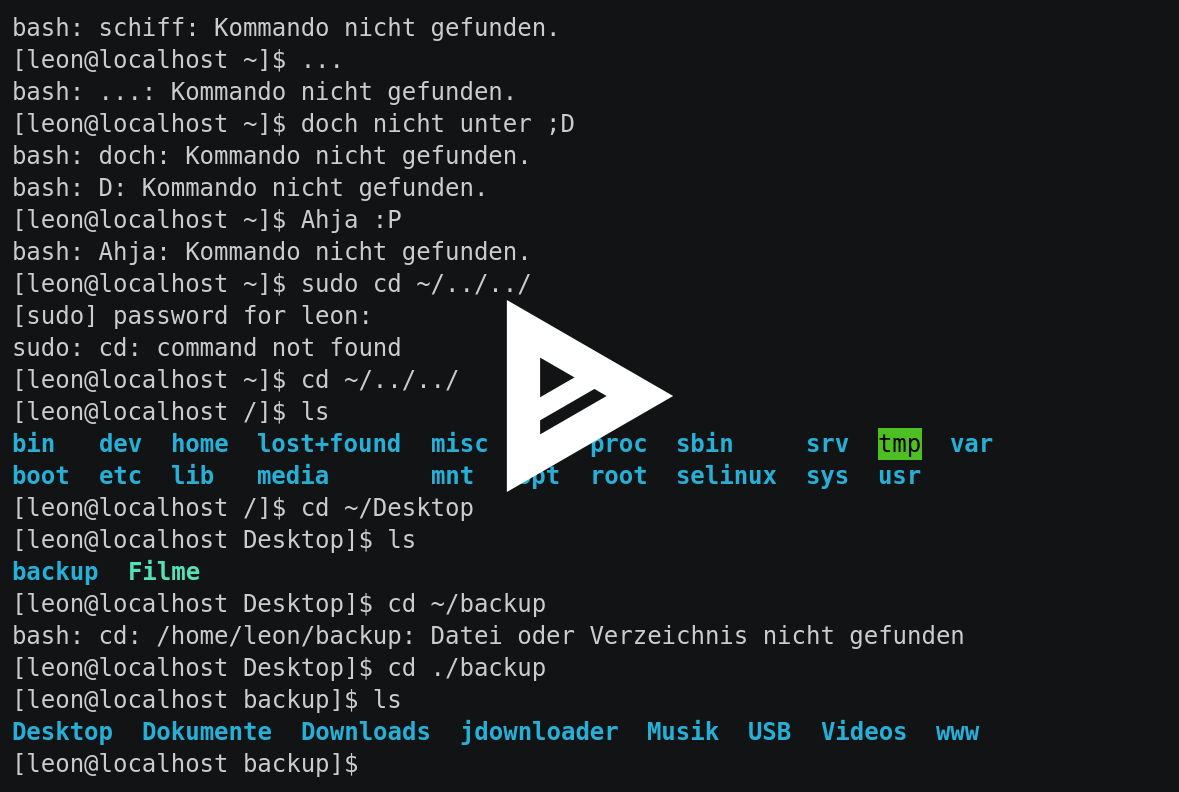 bash: schiff: Kommando nicht gefunden.
[leon@localhost ~]$ ...
bash: ...: Kommando nicht gefunden.
[leon@localhost ~]$ doch nicht unter ;D
bash: doch: Kommando nicht gefunden.
bash: D: Kommando nicht gefunden.
[leon@localhost ~]$ Ahja :P
bash: Ahja: Kommando nicht gefunden.
[leon@localhost ~]$ sudo cd ~/../../
[sudo] password for leon:
sudo: cd: command not found
[leon@localhost ~]$ cd ~/../../
[leon@localhost /]$ ls
bin dev home lost+found misc proc sbin srv tmp var
boot etc lib media mnt opt root selinux sys usr
[leon@localhost /]$ cd ~/Desktop
[leon@localhost Desktop]$ ls
backup Filme
[leon@localhost Desktop]$ cd ~/backup
bash: cd: /home/leon/backup: Datei oder Verzeichnis nicht gefunden
[leon@localhost Desktop]$ cd ./backup
[leon@localhost backup]$ ls
Desktop Dokumente Downloads jdownloader Musik USB Videos www
[leon@localhost backup]$